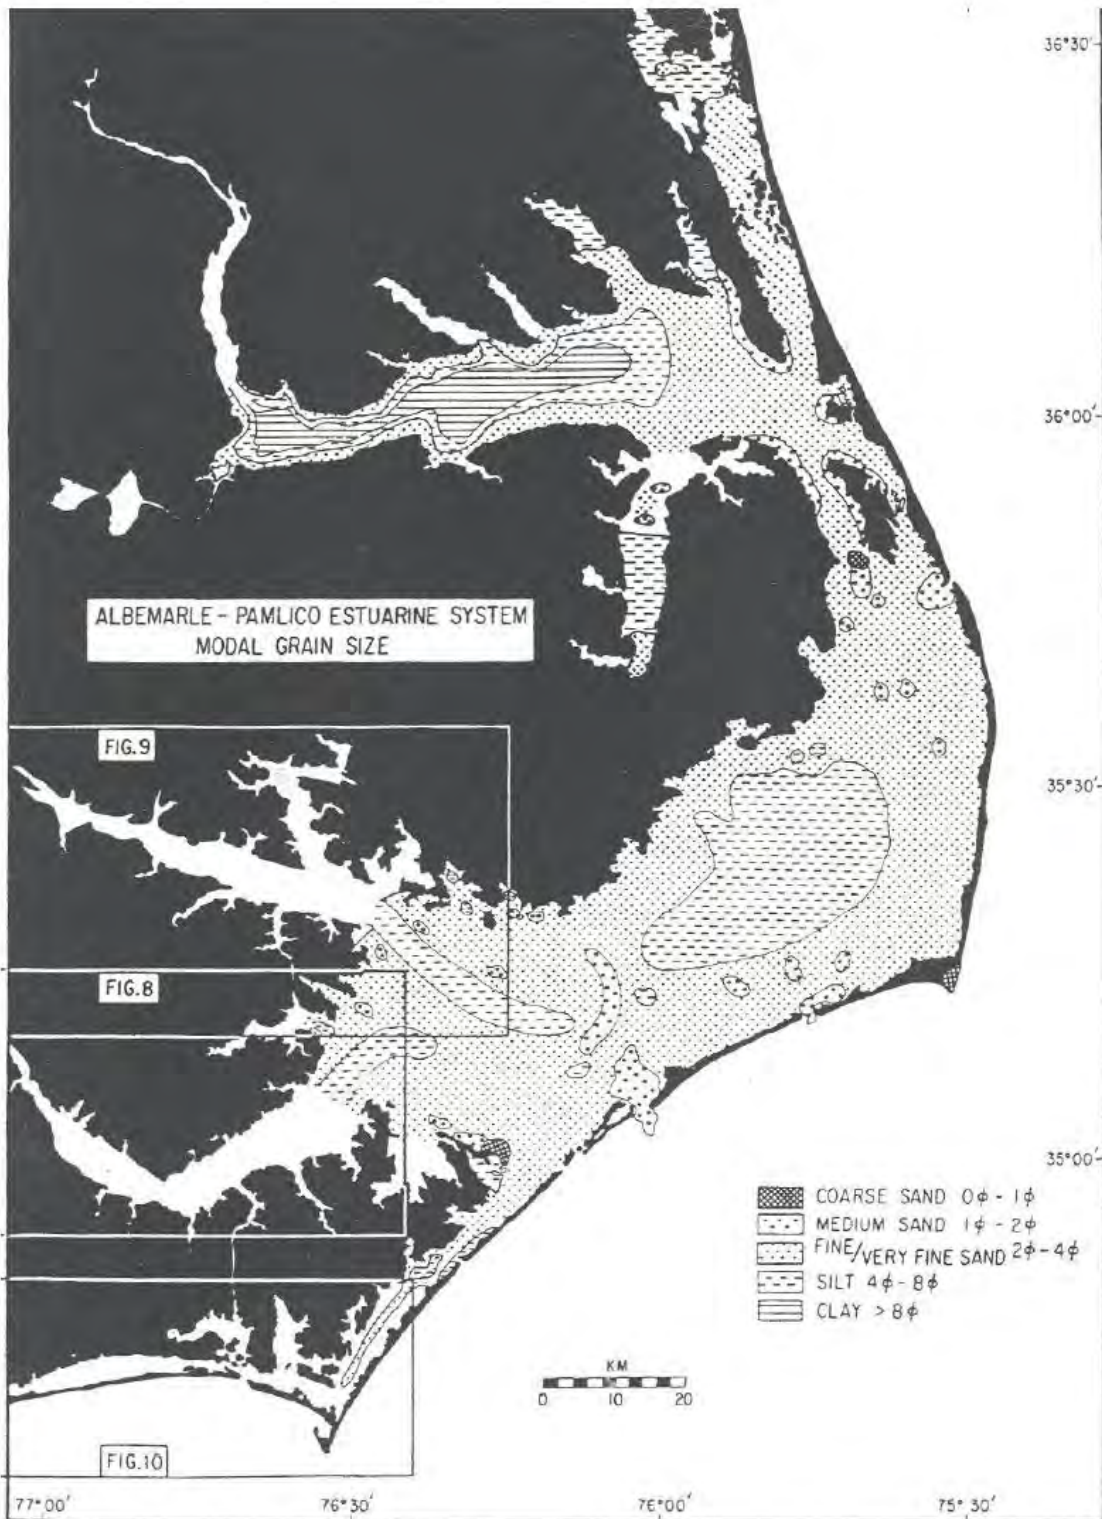 36°30′
36°00′
ALBEMARLE - PAMLICO ESTUARINE SYSTEM
MODAL GRAIN SIZE
FIG. 9
35°30′
FIG. 8
35°00′
COARSE SAND 0ϕ - 1ϕ
MEDIUM SAND 1ϕ - 2ϕ
FINE/VERY FINE SAND 2ϕ - 4ϕ
SILT 4ϕ - 8ϕ
CLAY > 8ϕ
KM
0 10 20
FIG. 10
77°00′ 76°30′ 76°00′ 75°30′